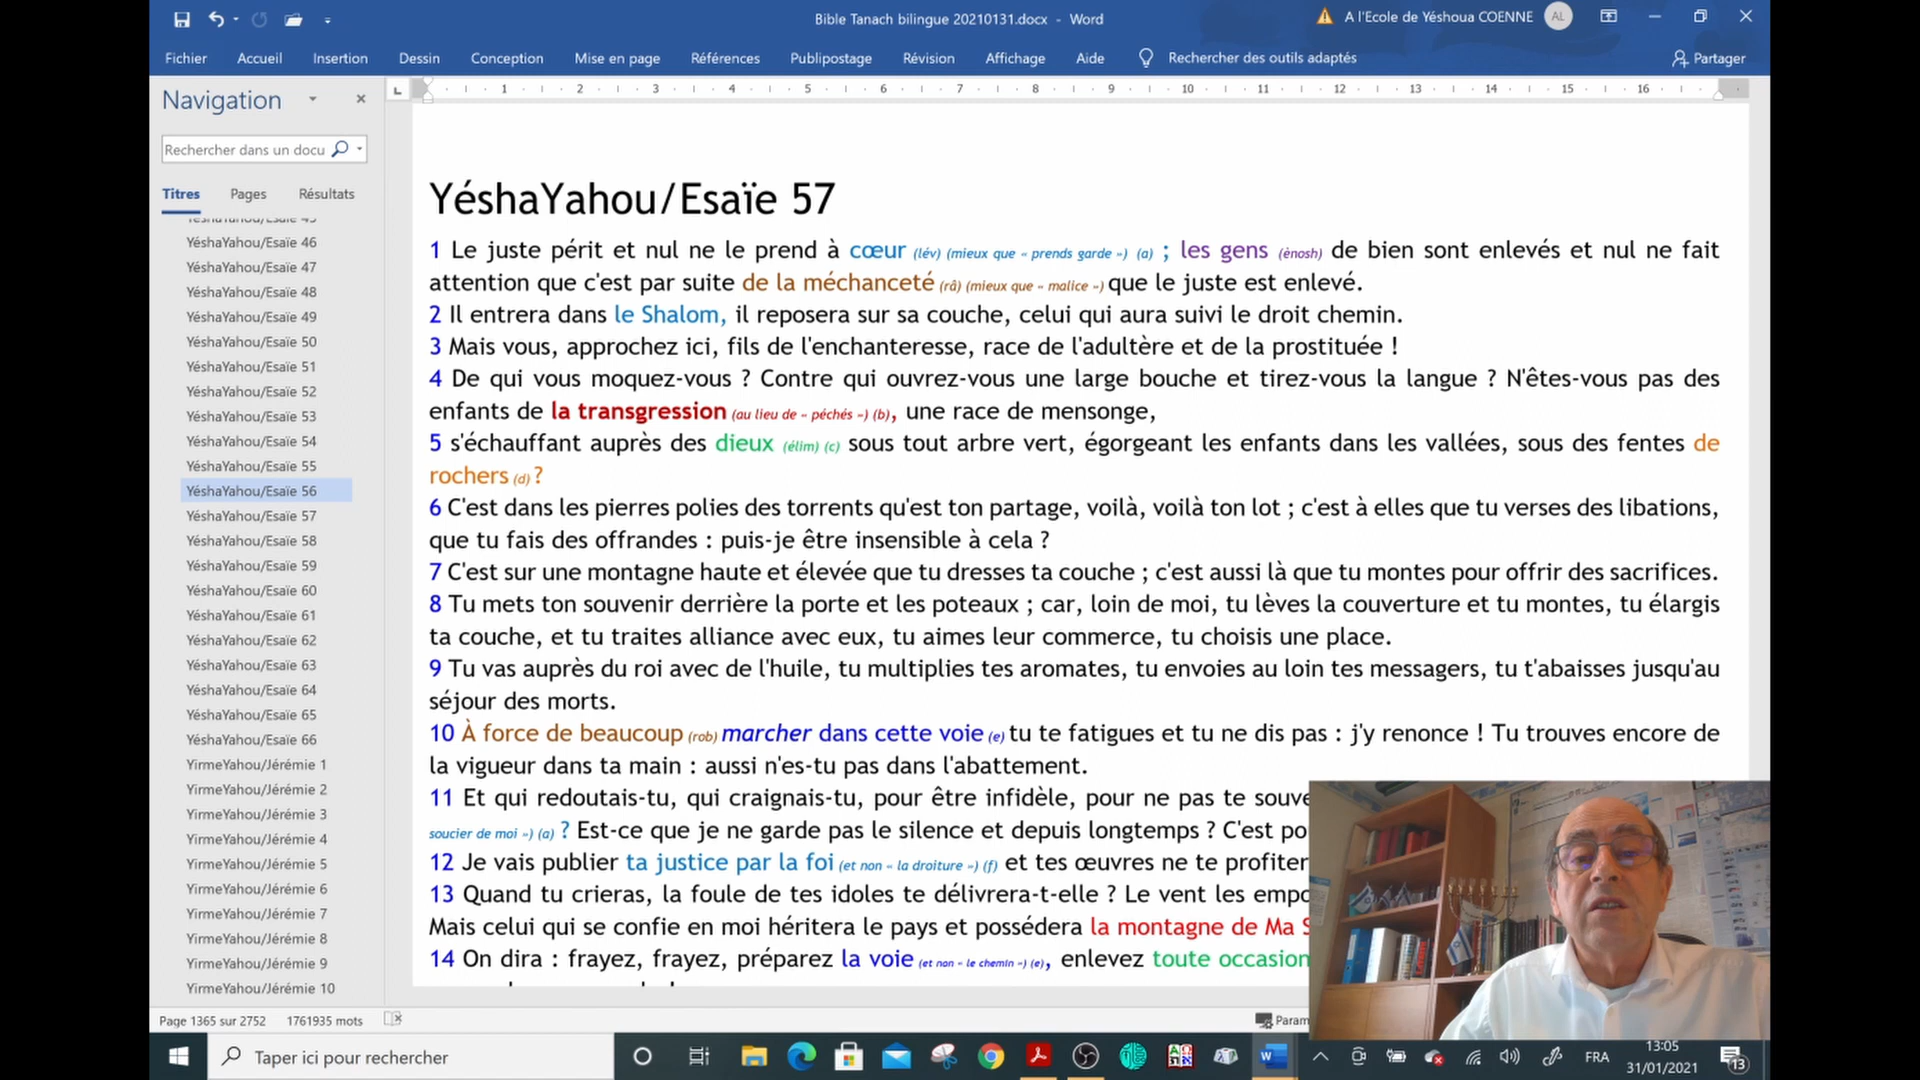 Bible Tanach bilingue 20210131.docx - Word
A l'Ecole de Yéshoua COENNE
AL
Fichier Accueil Insertion Dessin Conception Mise en page Références Publipostage Révision Affichage Aide Rechercher des outils adaptés Partager
Navigation
Rechercher dans un docu
Titres Pages Résultats
YéshaYahou/Esaïe 45
YéshaYahou/Esaïe 46
YéshaYahou/Esaïe 47
YéshaYahou/Esaïe 48
YéshaYahou/Esaïe 49
YéshaYahou/Esaïe 50
YéshaYahou/Esaïe 51
YéshaYahou/Esaïe 52
YéshaYahou/Esaïe 53
YéshaYahou/Esaïe 54
YéshaYahou/Esaïe 55
YéshaYahou/Esaïe 56
YéshaYahou/Esaïe 57
YéshaYahou/Esaïe 58
YéshaYahou/Esaïe 59
YéshaYahou/Esaïe 60
YéshaYahou/Esaïe 61
YéshaYahou/Esaïe 62
YéshaYahou/Esaïe 63
YéshaYahou/Esaïe 64
YéshaYahou/Esaïe 65
YéshaYahou/Esaïe 66
YirmeYahou/Jérémie 1
YirmeYahou/Jérémie 2
YirmeYahou/Jérémie 3
YirmeYahou/Jérémie 4
YirmeYahou/Jérémie 5
YirmeYahou/Jérémie 6
YirmeYahou/Jérémie 7
YirmeYahou/Jérémie 8
YirmeYahou/Jérémie 9
YirmeYahou/Jérémie 10
1 2 3 4 5 6 7 8 9 10 11 12 13 14 15 16
YéshaYahou/Esaïe 57
1 Le juste périt et nul ne le prend à cœur (lév) (mieux que « prends garde ») (a) ; les gens (ènosh) de bien sont enlevés et nul ne fait
attention que c'est par suite de la méchanceté (râ) (mieux que « malice ») que le juste est enlevé.
2 Il entrera dans le Shalom, il reposera sur sa couche, celui qui aura suivi le droit chemin.
3 Mais vous, approchez ici, fils de l'enchanteresse, race de l'adultère et de la prostituée !
4 De qui vous moquez-vous ? Contre qui ouvrez-vous une large bouche et tirez-vous la langue ? N'êtes-vous pas des
enfants de la transgression (au lieu de « péchés ») (b), une race de mensonge,
5 s'échauffant auprès des dieux (élim) (c) sous tout arbre vert, égorgeant les enfants dans les vallées, sous des fentes de
rochers (d) ?
6 C'est dans les pierres polies des torrents qu'est ton partage, voilà, voilà ton lot ; c'est à elles que tu verses des libations,
que tu fais des offrandes : puis-je être insensible à cela ?
7 C'est sur une montagne haute et élevée que tu dresses ta couche ; c'est aussi là que tu montes pour offrir des sacrifices.
8 Tu mets ton souvenir derrière la porte et les poteaux ; car, loin de moi, tu lèves la couverture et tu montes, tu élargis
ta couche, et tu traites alliance avec eux, tu aimes leur commerce, tu choisis une place.
9 Tu vas auprès du roi avec de l'huile, tu multiplies tes aromates, tu envoies au loin tes messagers, tu t'abaisses jusqu'au
séjour des morts.
10 À force de beaucoup (rob) marcher dans cette voie (e) tu te fatigues et tu ne dis pas : j'y renonce ! Tu trouves encore de
la vigueur dans ta main : aussi n'es-tu pas dans l'abattement.
11 Et qui redoutais-tu, qui craignais-tu, pour être infidèle, pour ne pas te souve
soucier de moi ») (a) ? Est-ce que je ne garde pas le silence et depuis longtemps ? C'est po
12 Je vais publier ta justice par la foi (et non « la droiture ») (f) et tes œuvres ne te profiter
13 Quand tu crieras, la foule de tes idoles te délivrera-t-elle ? Le vent les empo
Mais celui qui se confie en moi héritera le pays et possédera la montagne de Ma S
14 On dira : frayez, frayez, préparez la voie (et non « le chemin ») (e), enlevez toute occasion
Page 1365 sur 2752 1761935 mots
Param
Taper ici pour rechercher
FRA
13:05
31/01/2021
13